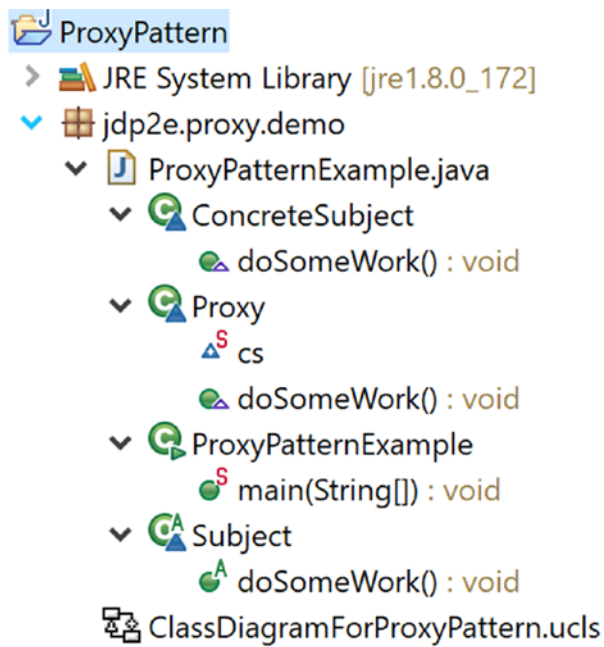 ProxyPattern
JRE System Library [jre1.8.0_172]
jdp2e.proxy.demo
ProxyPatternExample.java
ConcreteSubject
doSomeWork() : void
Proxy
S cs
doSomeWork() : void
ProxyPatternExample
S main(String[]) : void
A Subject
A doSomeWork() : void
ClassDiagramForProxyPattern.ucls